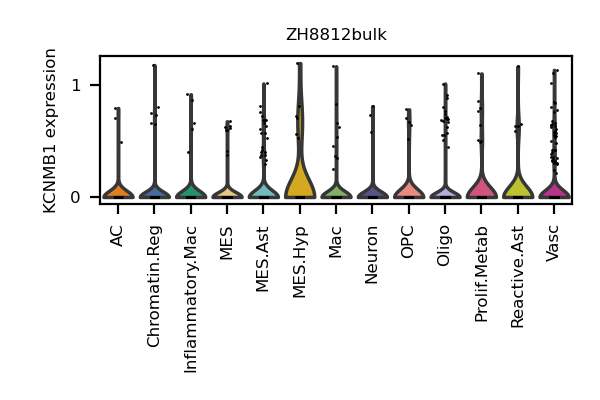 ZH8812bulk
KCNMB1 expression
1
0
AC
Chromatin.Reg
Inflammatory.Mac
MES
MES.Ast
MES.Hyp
Mac
Neuron
OPC
Oligo
Prolif.Metab
Reactive.Ast
Vasc